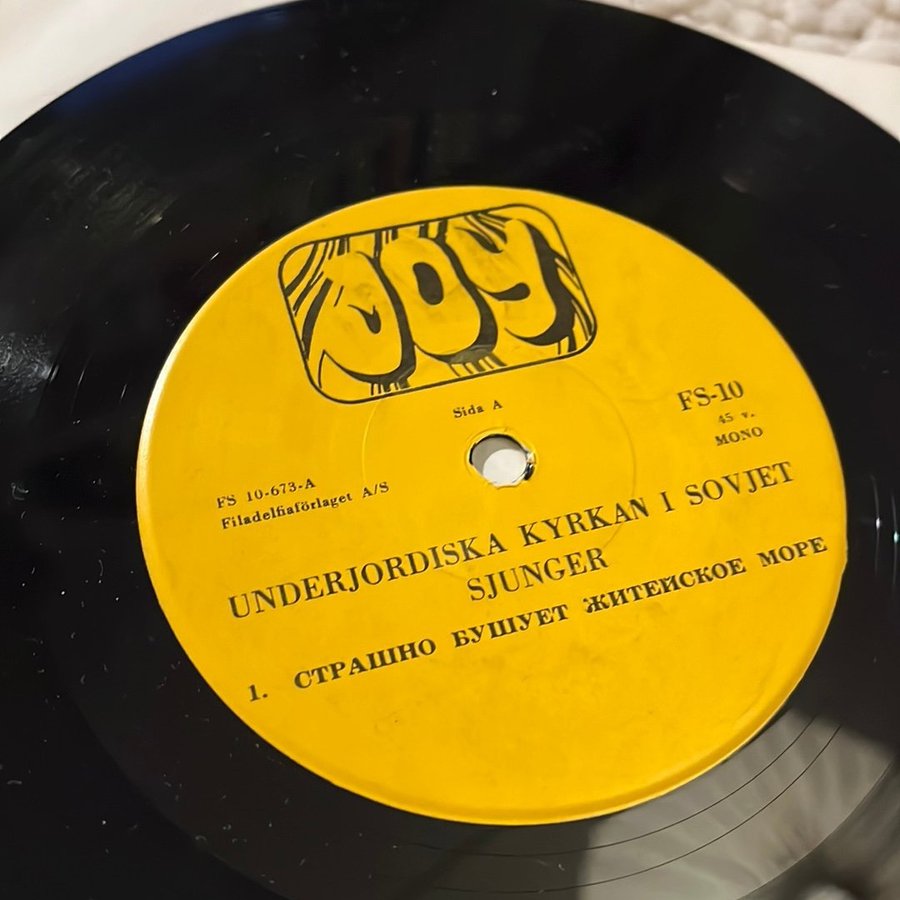 JOY
Sida A
FS-10
45 v.
MONO
FS 10-673-A
Filadelfiaförlaget A/S
UNDERJORDISKA KYRKAN I SOVJET
SJUNGER
1. СТРАШНО БУШУЕТ ЖИТЕЙСКОЕ МОРЕ